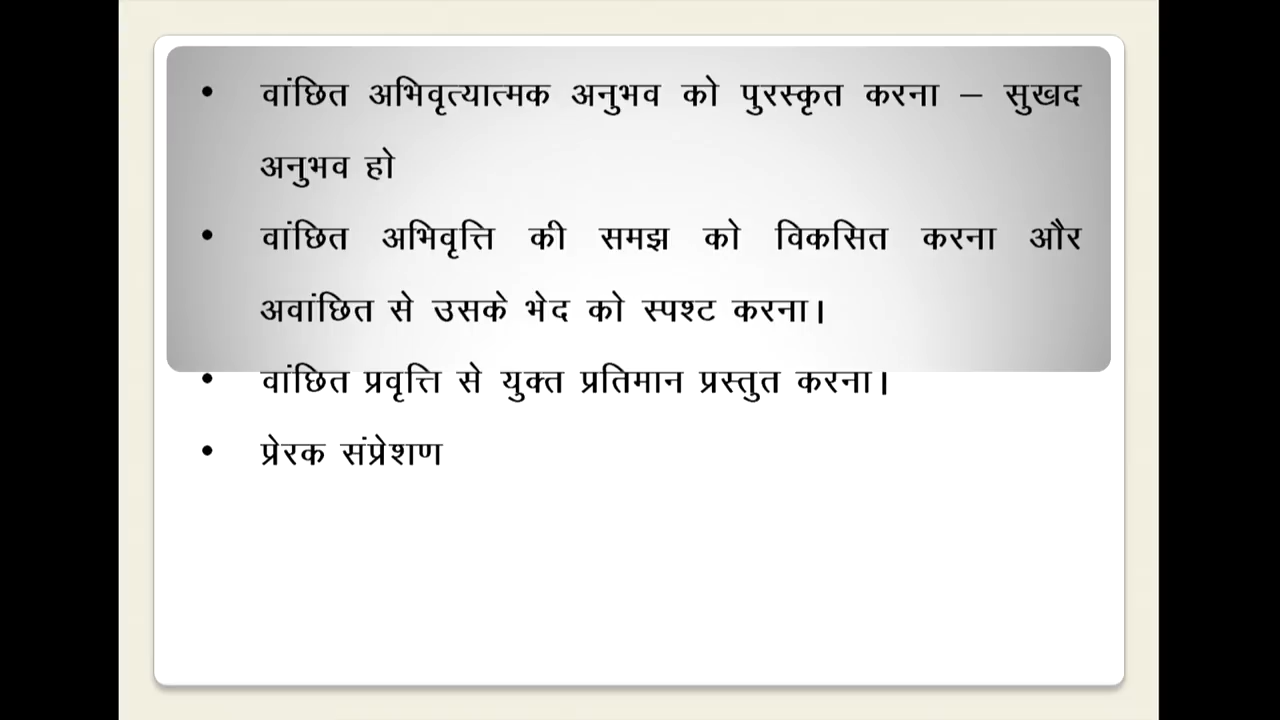 • वांछित अभिवृत्यात्मक अनुभव को पुरस्कृत करना – सुखद
अनुभव हो
• वांछित अभिवृत्ति की समझ को विकसित करना और
अवांछित से उसके भेद को स्पश्ट करना।
• वांछित प्रवृत्ति से युक्त प्रतिमान प्रस्तुत करना।
• प्रेरक संप्रेशण